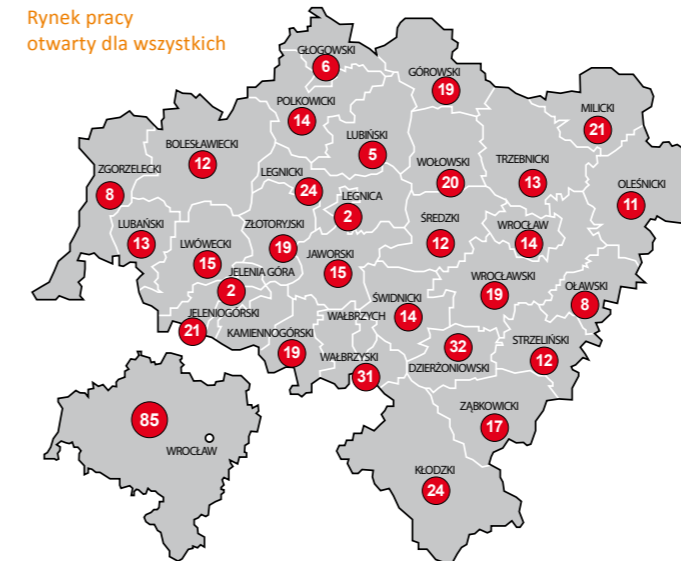 Rynek pracy
otwarty dla wszystkich
GŁOGOWSKI
6
GÓROWSKI
19
POLKOWICKI
14
MILICKI
21
LUBIŃSKI
5
BOLESŁAWIECKI
12
ZGORZELECKI
8
LEGNICKI
24
WOŁOWSKI
20
TRZEBNICKI
13
OLEŚNICKI
11
LEGNICA
2
LUBAŃSKI
13
ZŁOTORYJSKI
19
ŚREDZKI
12
WROCŁAW
14
LWÓWECKI
15
JAWORSKI
15
JELENIA GÓRA
2
WROCŁAWSKI
19
OŁAWSKI
8
ŚWIDNICKI
14
JELENIOGÓRSKI
21
WAŁBRZYCH
KAMIENNOGÓRSKI
19
STRZELIŃSKI
12
32
DZIERŻONIOWSKI
WAŁBRZYSKI
31
ZĄBKOWICKI
17
85
WROCŁAW
KŁODZKI
24